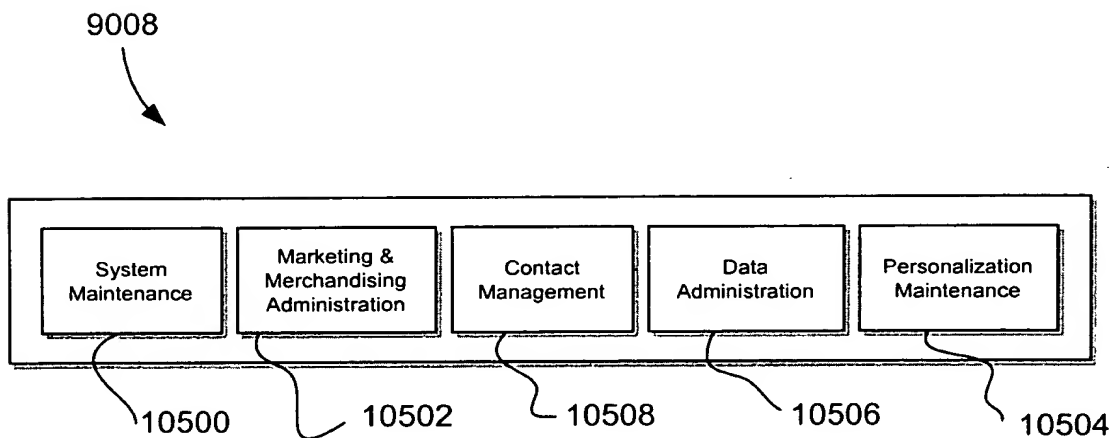 9008
System
Maintenance
Marketing &
Merchandising
Administration
Contact
Management
Data
Administration
Personalization
Maintenance
10500
10502
10508
10506
10504